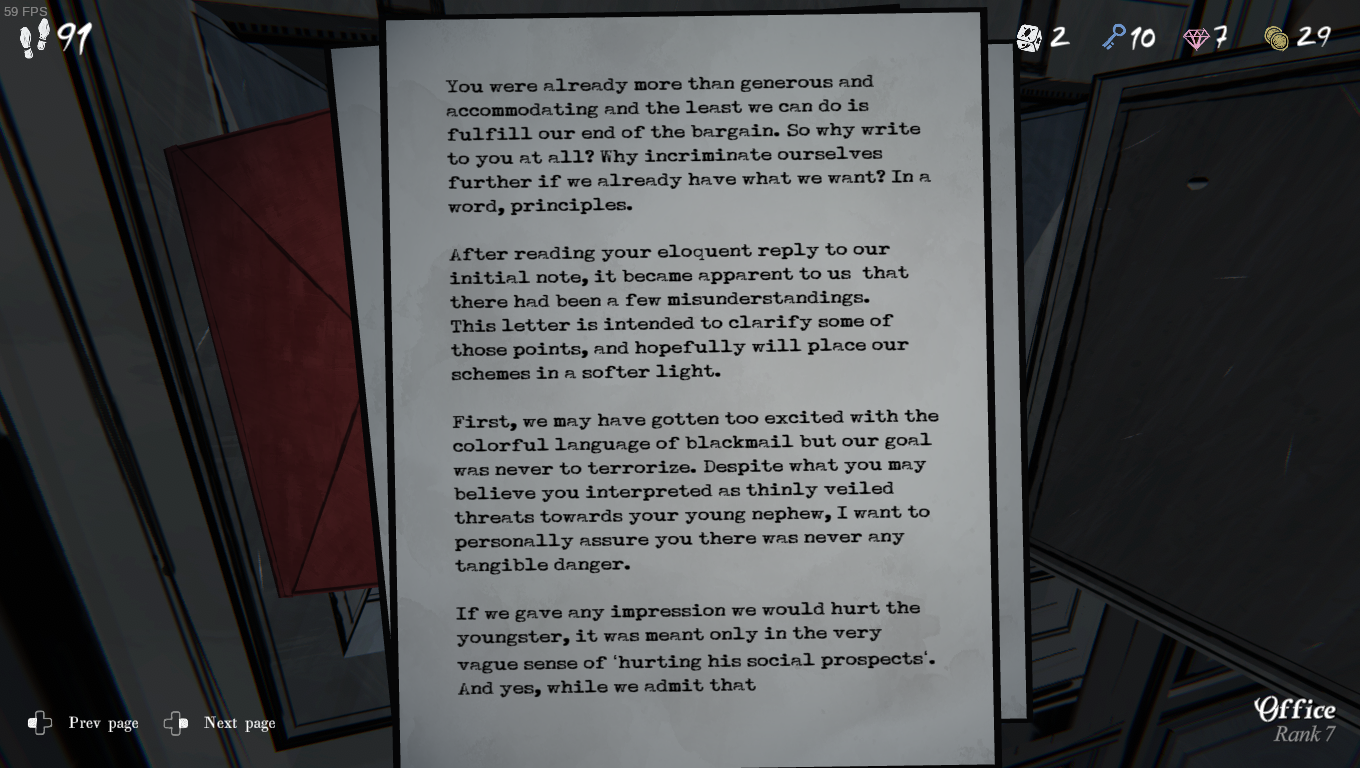 59 FPS
91
2
10
7
29
You were already more than generous and
accommodating and the least we can do is
fulfill our end of the bargain. So why write
to you at all? Why incriminate ourselves
further if we already have what we want? In a
word, principles.
After reading your eloquent reply to our
initial note, it became apparent to us that
there had been a few misunderstandings.
This letter is intended to clarify some of
those points, and hopefully will place our
schemes in a softer light.
First, we may have gotten too excited with the
colorful language of blackmail but our goal
was never to terrorize. Despite what you may
believe you interpreted as thinly veiled
threats towards your young nephew, I want to
personally assure you there was never any
tangible danger.
If we gave any impression we would hurt the
youngster, it was meant only in the very
vague sense of 'hurting his social prospects'.
And yes, while we admit that
Prev page
Next page
Office
Rank 7